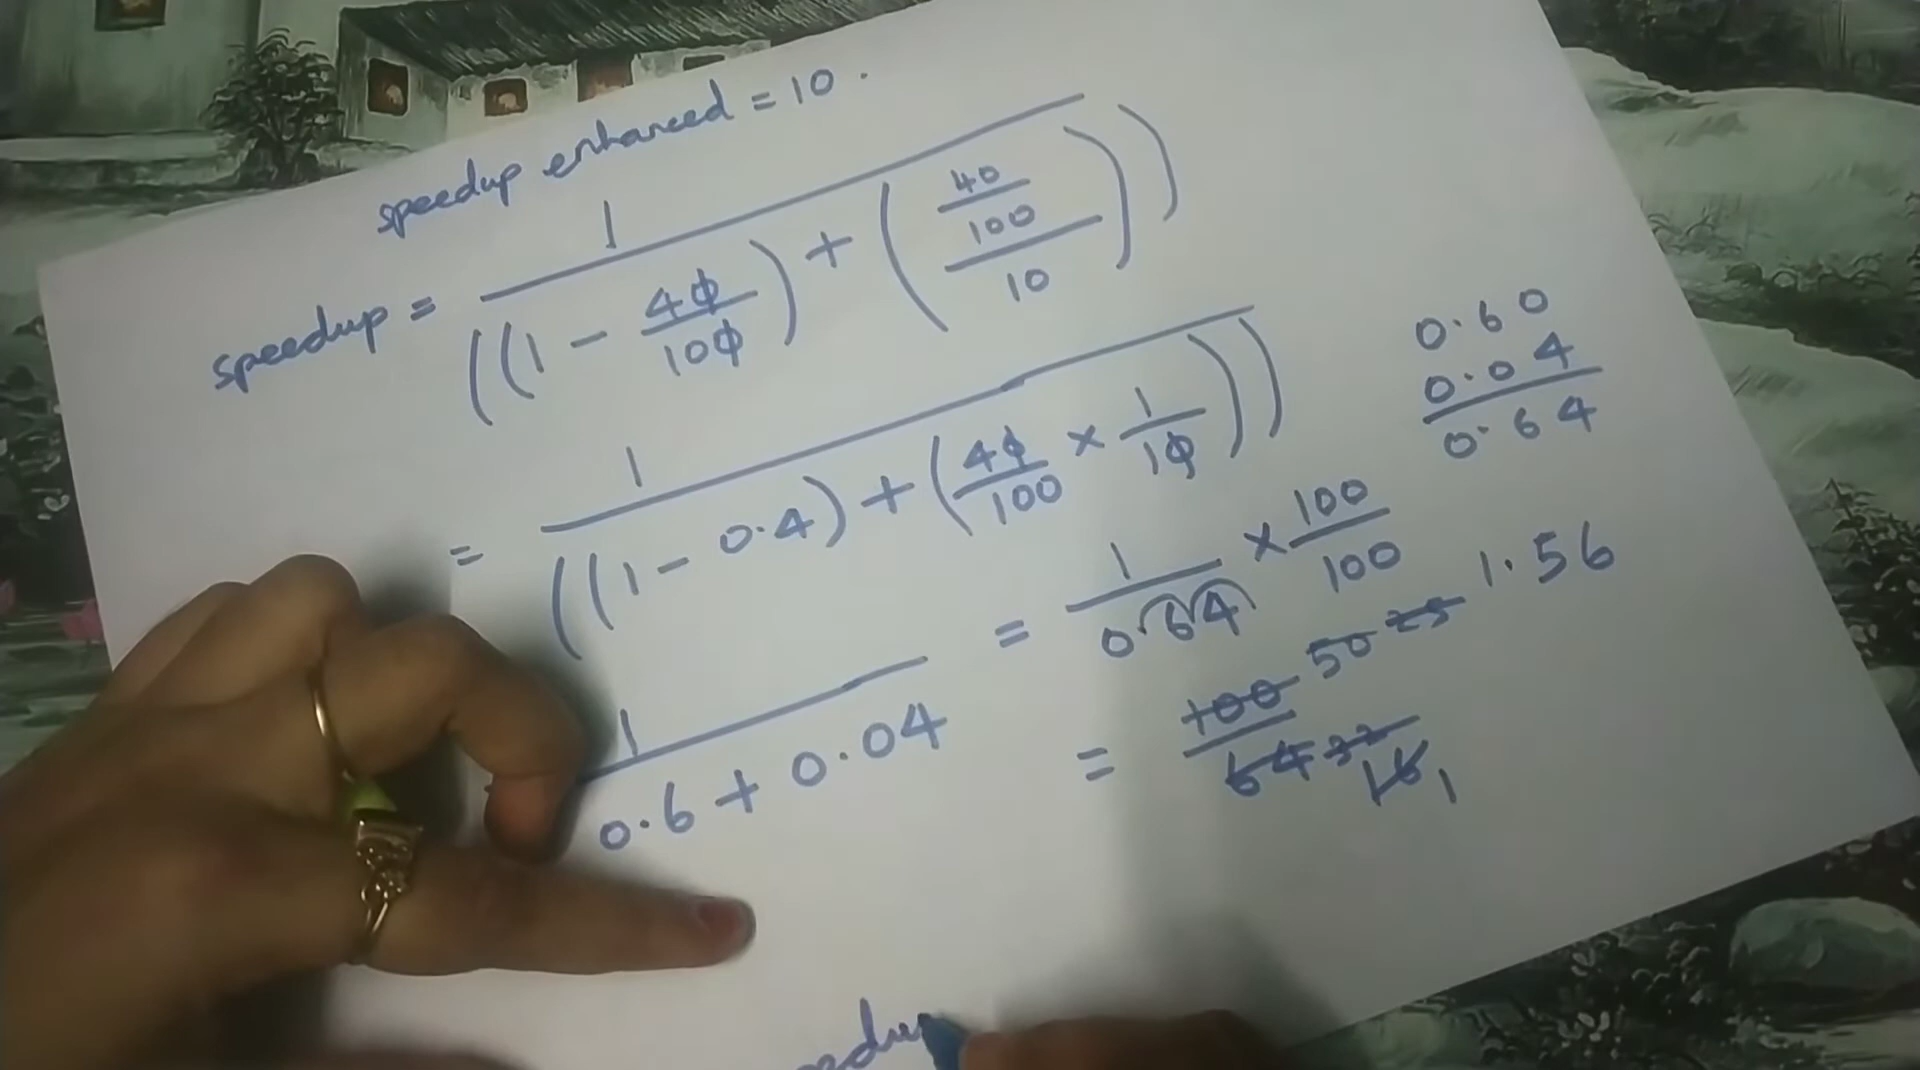 speedup enhanced = 10.
speedup = 1 / ((1 - 40/100) + (40/100 / 10))
= 1 / ((1 - 0.4) + (40/100 × 1/10))
0.60
0.04
0.64
1 / 0.6 + 0.04
= 1 / 0.64 × 100/100
= 100 50 25 1.56
64 32 16 1